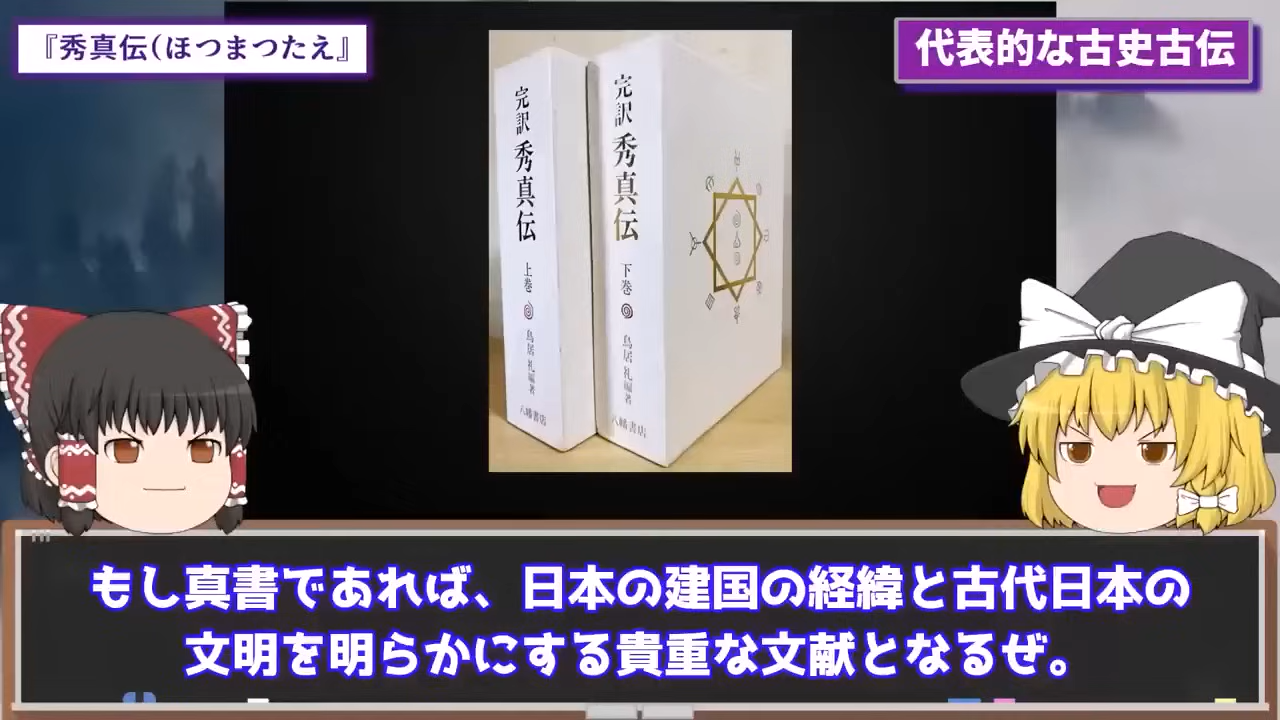 『秀真伝(ほつまつたえ』
代表的な古史古伝
完訳 秀真伝 上巻 鳥居 礼編著 八幡書店
完訳 秀真伝 下巻 鳥居 礼編著 八幡書店
もし真書であれば、日本の建国の経緯と古代日本の
文明を明らかにする貴重な文献となるぜ。